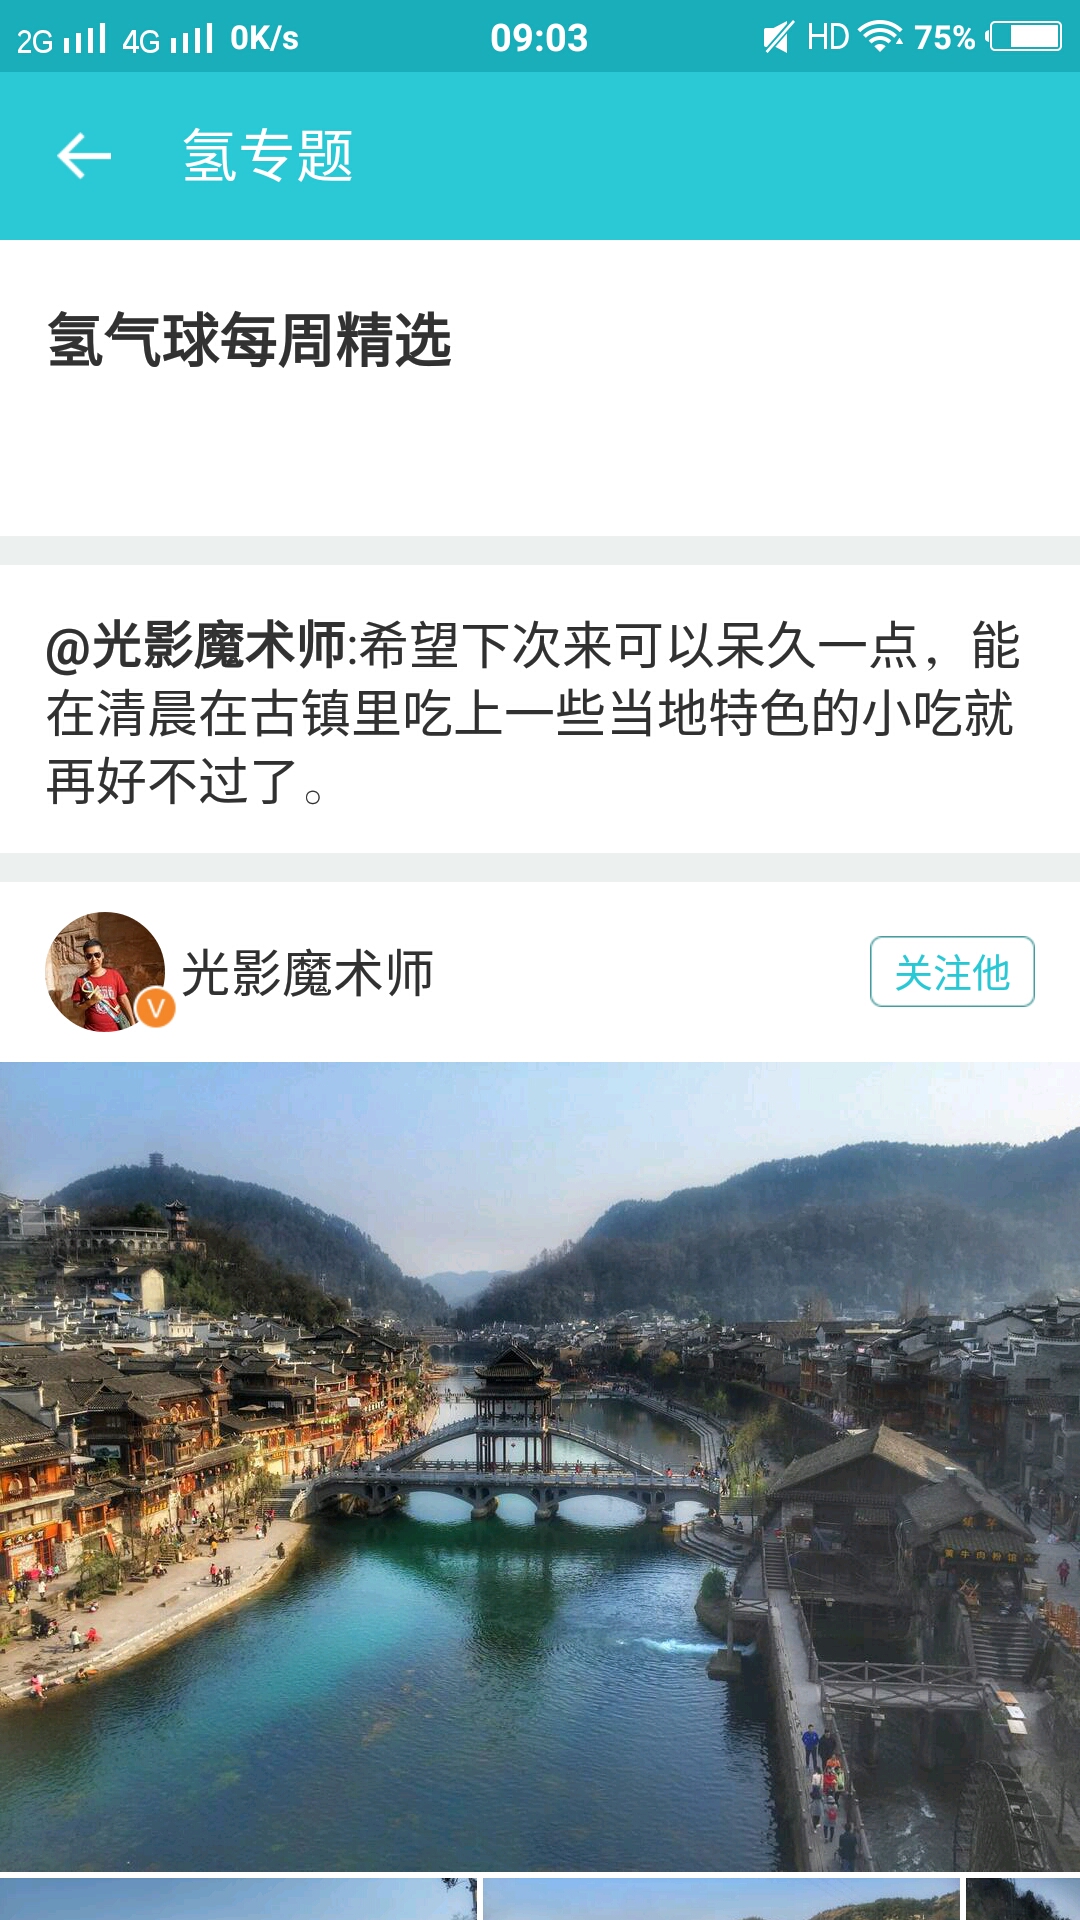 2G 4G 0K/s 09:03 HD 75%
氢专题
氢气球每周精选
@光影魔术师:希望下次来可以呆久一点，能
在清晨在古镇里吃上一些当地特色的小吃就
再好不过了。
V
光影魔术师
关注他